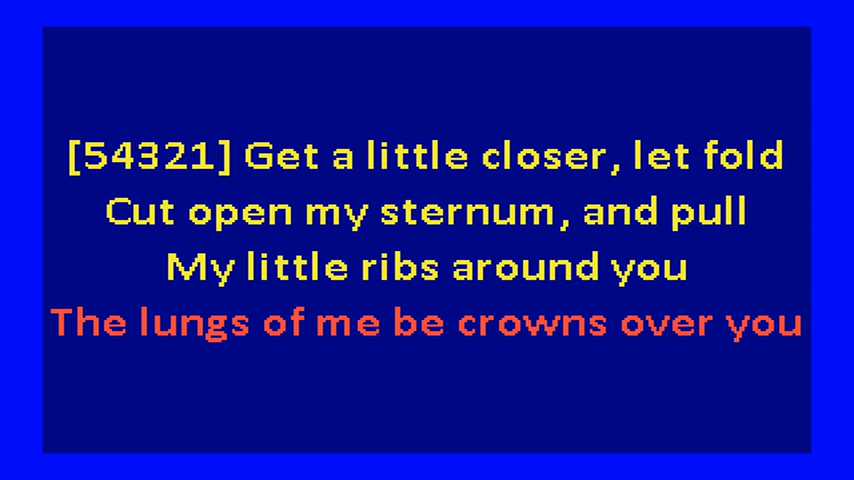 [54321] Get a little closer, let fold
Cut open my sternum, and pull
My little ribs around you
The lungs of me be crowns over you